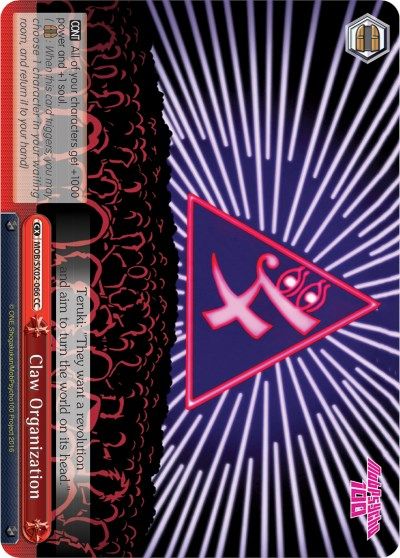 CONT All of your characters get +1000
power and +1 soul.
( : When this card triggers, you may
choose 1 character in your waiting
room, and return it to your hand)
Mob Psycho
100
Teruki: "They want a revolution
and aim to turn the world on its head."
CX MOB/SX02-066 CC
Claw Organization
© ONE, Shogakukan/Mob Psycho 100 Project 2016